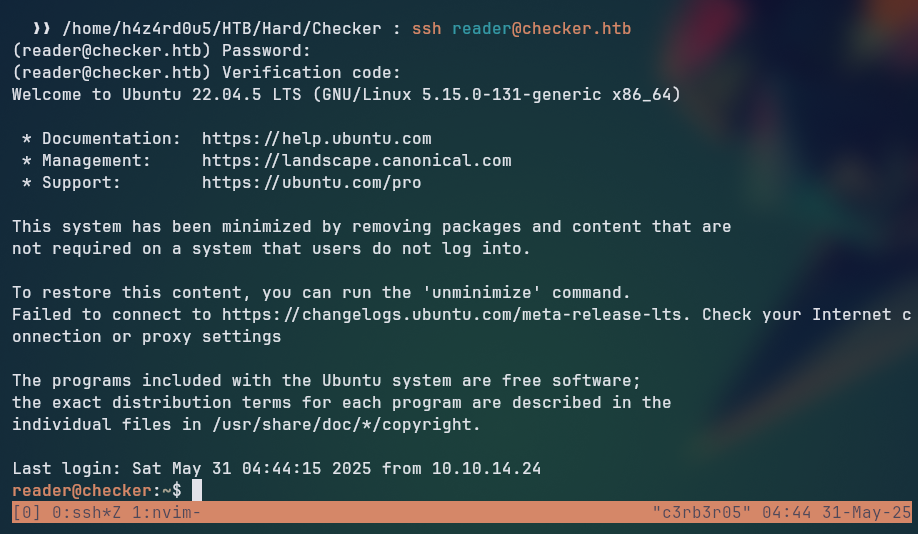 ❱❱ /home/h4z4rd0u5/HTB/Hard/Checker : ssh reader@checker.htb
(reader@checker.htb) Password:
(reader@checker.htb) Verification code:
Welcome to Ubuntu 22.04.5 LTS (GNU/Linux 5.15.0-131-generic x86_64)
* Documentation:  https://help.ubuntu.com
* Management:     https://landscape.canonical.com
* Support:        https://ubuntu.com/pro
This system has been minimized by removing packages and content that are
not required on a system that users do not log into.
To restore this content, you can run the 'unminimize' command.
Failed to connect to https://changelogs.ubuntu.com/meta-release-lts. Check your Internet c
onnection or proxy settings
The programs included with the Ubuntu system are free software;
the exact distribution terms for each program are described in the
individual files in /usr/share/doc/*/copyright.
Last login: Sat May 31 04:44:15 2025 from 10.10.14.24
reader@checker:~$
[0] 0:ssh*Z 1:nvim- "c3rb3r05" 04:44 31-May-25